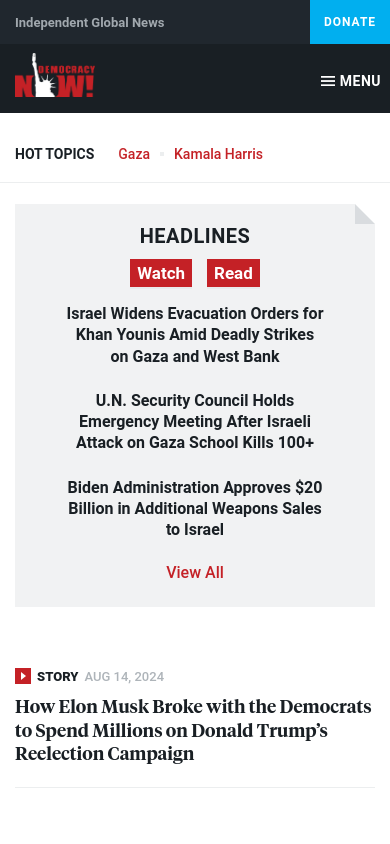 Independent Global News
DONATE
DEMOCRACY
NOW!
MENU
HOT TOPICS
Gaza
Kamala Harris
HEADLINES
Watch
Read
Israel Widens Evacuation Orders for
Khan Younis Amid Deadly Strikes
on Gaza and West Bank
U.N. Security Council Holds
Emergency Meeting After Israeli
Attack on Gaza School Kills 100+
Biden Administration Approves $20
Billion in Additional Weapons Sales
to Israel
View All
STORY AUG 14, 2024
How Elon Musk Broke with the Democrats
to Spend Millions on Donald Trump’s
Reelection Campaign